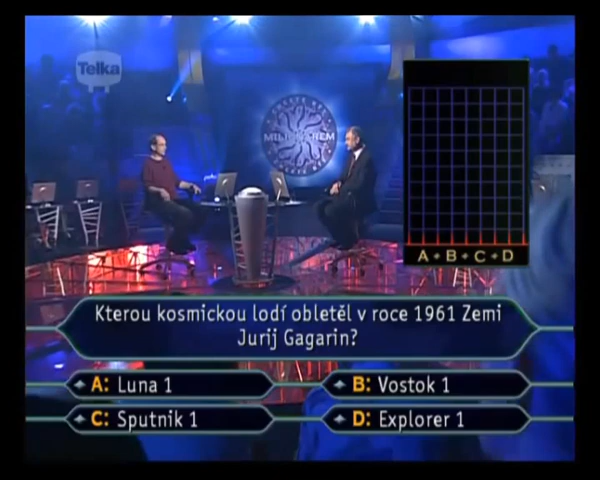 Telka
MILIONÁŘEM
A ♦ B ♦ C ♦ D
Kterou kosmickou lodí obletěl v roce 1961 Zemi
Jurij Gagarin?
A: Luna 1
B: Vostok 1
C: Sputnik 1
D: Explorer 1